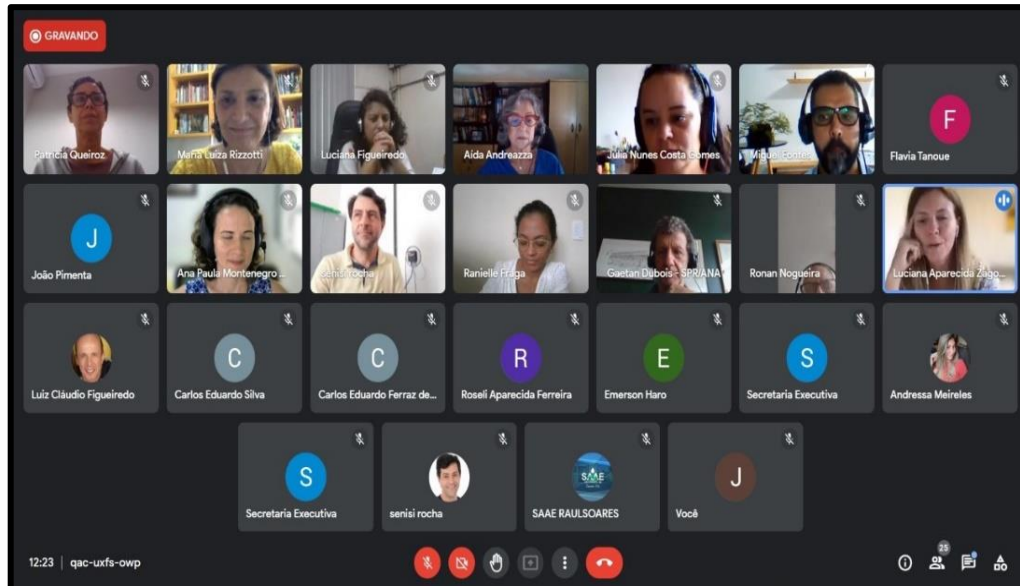 GRAVANDO
Patricia Queiroz
Maria Luiza Rizzotti
Luciana Figueiredo
Aida Andreazza
Júlia Nunes Costa Gomes
Miguel Fontes
F
Flavia Tanoue
J
João Pimenta
Ana Paula Montenegro ...
senisi rocha
Ranielle Fraga
Gaetan Dubois - SPR/ANA
Ronan Nogueira
Luciana Aparecida Zago...
Luiz Cláudio Figueiredo
C
Carlos Eduardo Silva
C
Carlos Eduardo Ferraz de...
R
Roseli Aparecida Ferreira
E
Emerson Haro
S
Secretaria Executiva
Andressa Meireles
S
Secretaria Executiva
senisi rocha
SAAE
SAAE RAULSOARES
J
Você
12:23 | qac-uxfs-owp
25